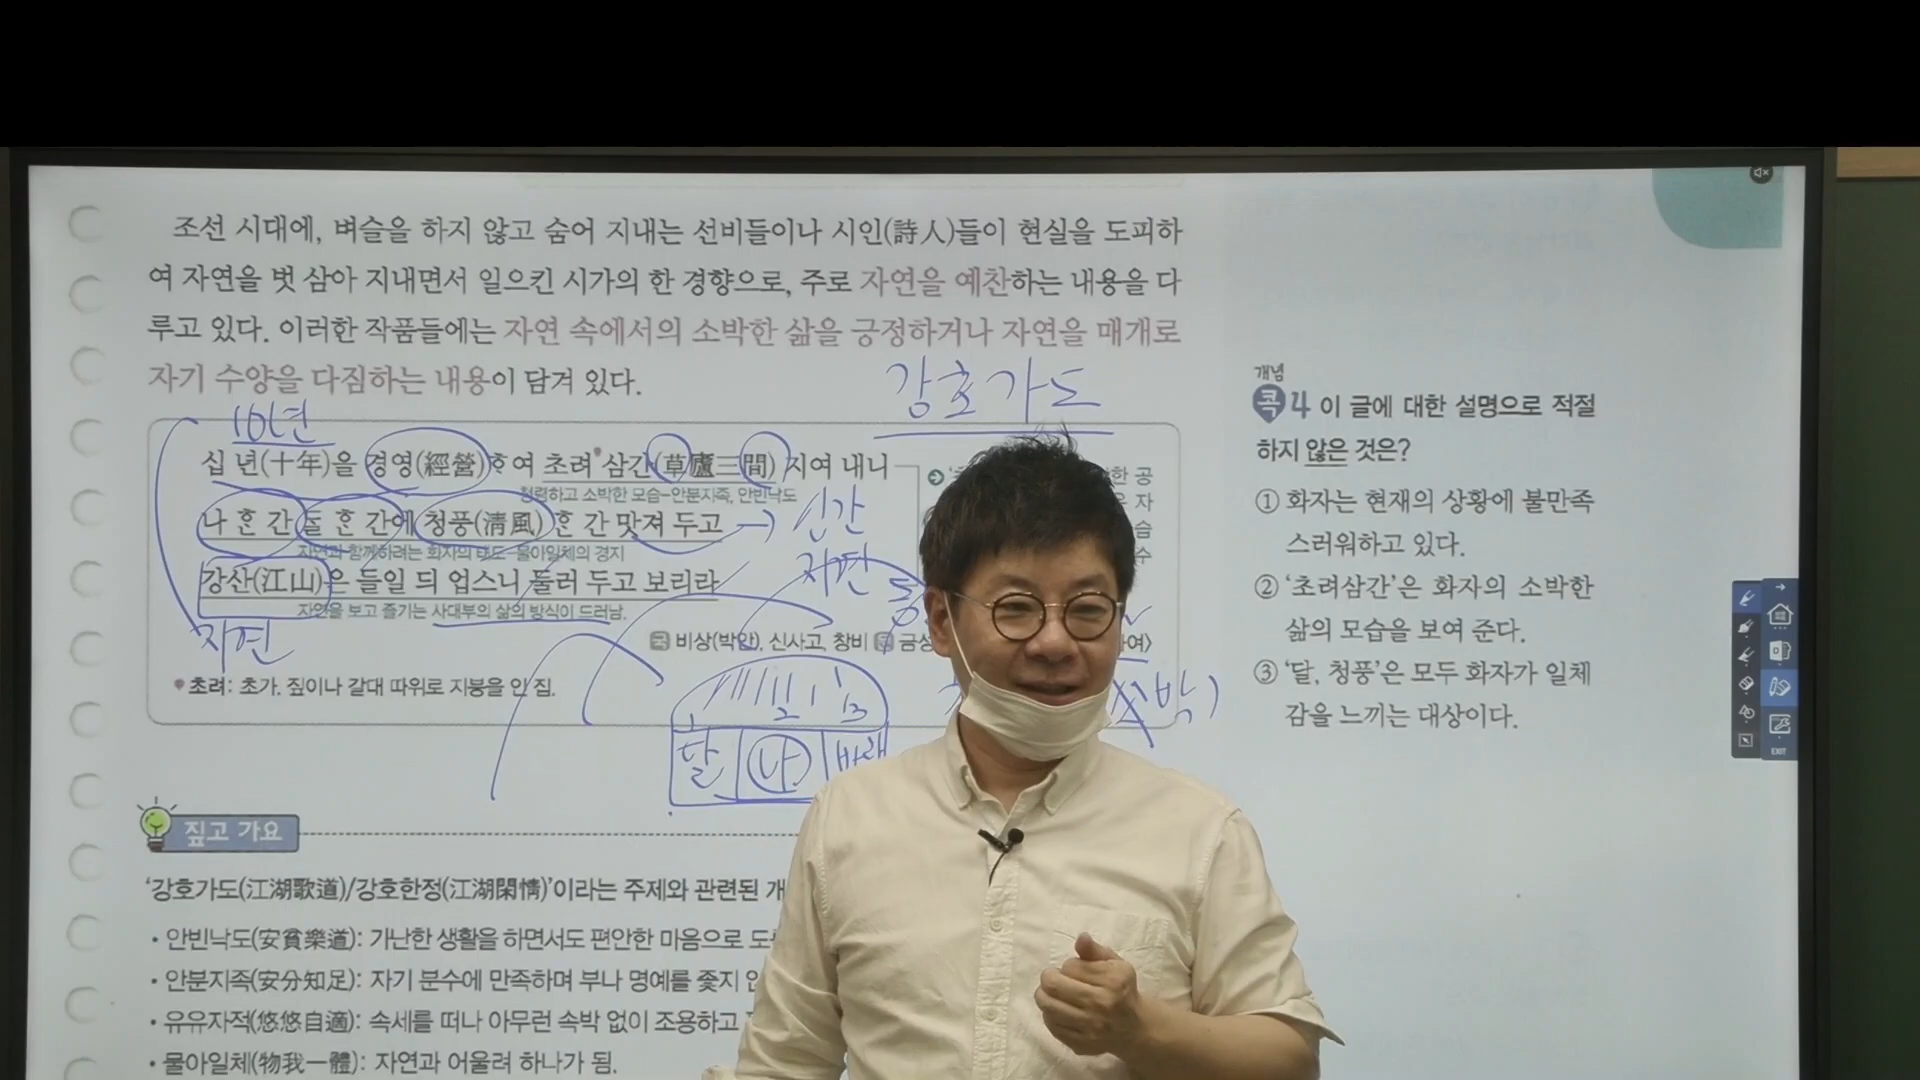 조선 시대에, 벼슬을 하지 않고 숨어 지내는 선비들이나 시인(詩人)들이 현실을 도피하
여 자연을 벗 삼아 지내면서 일으킨 시가의 한 경향으로, 주로 자연을 예찬하는 내용을 다
루고 있다. 이러한 작품들에는 자연 속에서의 소박한 삶을 긍정하거나 자연을 매개로
자기 수양을 다짐하는 내용이 담겨 있다.
강호가도
10년
십 년(十年)을 경영(經營)ᄒᆞ여 초려 삼간(草廬三間) 지여 내니
청렴하고 소박한 모습-안분지족, 안빈낙도
나 ᄒᆞᆫ 간 ᄃᆞᆯ ᄒᆞᆫ 간에 청풍(淸風) ᄒᆞᆫ 간 맛져 두고
자연과 함께하려는 화자의 태도-물아일체의 경지
강산(江山)은 들일 듸 업스니 둘러 두고 보리라
자연을 보고 즐기는 사대부의 삶의 방식이 드러남.
자연
국 비상(박안), 신사고, 창비 문 금성
초려: 초가. 짚이나 갈대 따위로 지붕을 인 집.
1 2 3
달 나
짚고 가요
'강호가도(江湖歌道)/강호한정(江湖閑情)'이라는 주제와 관련된 개
• 안빈낙도(安貧樂道): 가난한 생활을 하면서도 편안한 마음으로
• 안분지족(安分知足): 자기 분수에 만족하며 부나 명예를 좇지
• 유유자적(悠悠自適): 속세를 떠나 아무런 속박 없이 조용하고
• 물아일체(物我一體): 자연과 어울려 하나가 됨.
개념
콕 4 이 글에 대한 설명으로 적절
하지 않은 것은?
① 화자는 현재의 상황에 불만족
스러워하고 있다.
② '초려삼간'은 화자의 소박한
삶의 모습을 보여 준다.
③ '달, 청풍'은 모두 화자가 일체
감을 느끼는 대상이다.
EXIT